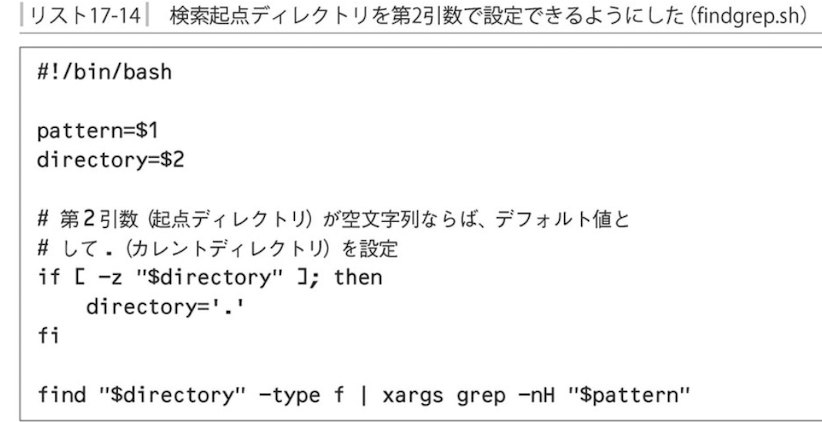 リスト17-14 検索起点ディレクトリを第2引数で設定できるようにした (findgrep.sh)
#!/bin/bash
pattern=$1
directory=$2
# 第2引数 (起点ディレクトリ) が空文字列ならば、デフォルト値と
# して . (カレントディレクトリ) を設定
if [ -z "$directory" ]; then
    directory='.'
fi
find "$directory" -type f | xargs grep -nH "$pattern"